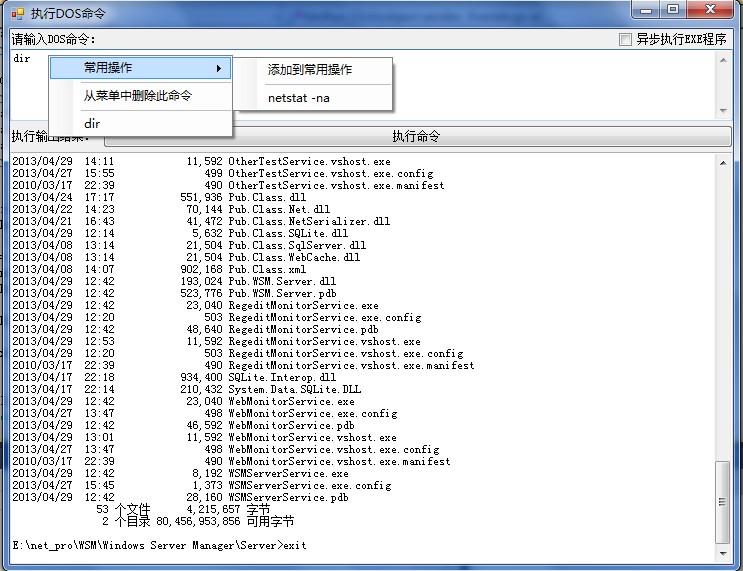 执行DOS命令
请输入DOS命令:
异步执行EXE程序
dir
常用操作
添加到常用操作
从菜单中删除此命令
netstat -na
dir
执行输出结果:
执行命令
2013/04/29  14:11            11,592 OtherTestService.vshost.exe
2013/04/27  15:55               499 OtherTestService.vshost.exe.config
2010/03/17  22:39               490 OtherTestService.vshost.exe.manifest
2013/04/24  17:17           551,936 Pub.Class.dll
2013/04/22  14:23            70,144 Pub.Class.Net.dll
2013/04/21  16:43            41,472 Pub.Class.NetSerializer.dll
2013/04/29  12:14             5,632 Pub.Class.SQLite.dll
2013/04/08  13:14            21,504 Pub.Class.SqlServer.dll
2013/04/08  13:14            21,504 Pub.Class.WebCache.dll
2013/04/08  14:07           902,168 Pub.Class.xml
2013/04/29  12:42           193,024 Pub.WSM.Server.dll
2013/04/29  12:42           523,776 Pub.WSM.Server.pdb
2013/04/29  12:42            23,040 RegeditMonitorService.exe
2013/04/29  12:20               503 RegeditMonitorService.exe.config
2013/04/29  12:42            48,640 RegeditMonitorService.pdb
2013/04/29  12:53            11,592 RegeditMonitorService.vshost.exe
2013/04/29  12:20               503 RegeditMonitorService.vshost.exe.config
2010/03/17  22:39               490 RegeditMonitorService.vshost.exe.manifest
2013/04/17  22:18           934,400 SQLite.Interop.dll
2013/04/17  22:14           210,432 System.Data.SQLite.DLL
2013/04/29  12:42            23,040 WebMonitorService.exe
2013/04/27  13:47               498 WebMonitorService.exe.config
2013/04/29  12:42            46,592 WebMonitorService.pdb
2013/04/29  13:01            11,592 WebMonitorService.vshost.exe
2013/04/27  13:47               498 WebMonitorService.vshost.exe.config
2010/03/17  22:39               490 WebMonitorService.vshost.exe.manifest
2013/04/29  12:42             8,192 WSMServerService.exe
2013/04/27  15:45             1,373 WSMServerService.exe.config
2013/04/29  12:42            28,160 WSMServerService.pdb
53 个文件      4,215,657 字节
2 个目录 80,456,953,856 可用字节
E:\net_pro\WSM\Windows Server Manager\Server>exit